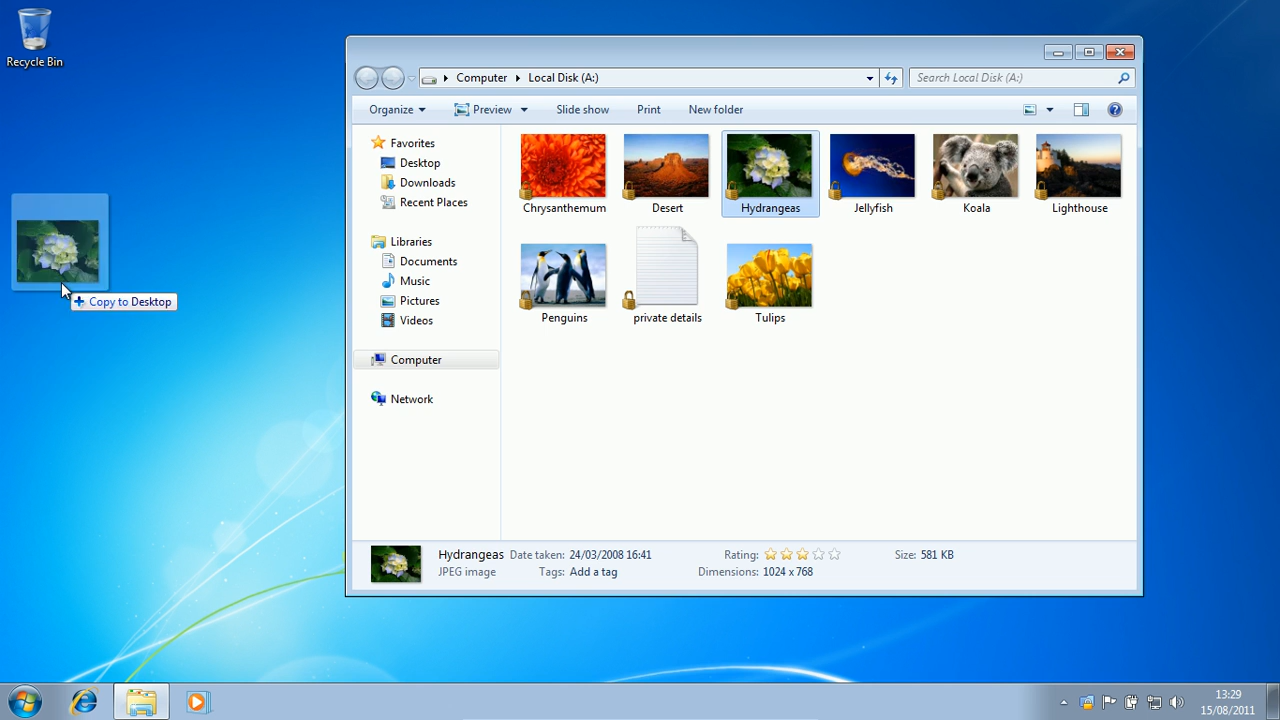 Recycle Bin
Computer
Local Disk (A:)
Search Local Disk (A:)
Organize
Preview
Slide show
Print
New folder
Favorites
Desktop
Downloads
Recent Places
Libraries
Documents
Music
Pictures
Videos
Computer
Network
Chrysanthemum
Desert
Hydrangeas
Jellyfish
Koala
Lighthouse
Penguins
private details
Tulips
Copy to Desktop
Hydrangeas Date taken: 24/03/2008 16:41 Rating: Size: 581 KB
JPEG image Tags: Add a tag Dimensions: 1024 x 768
13:29
15/08/2011